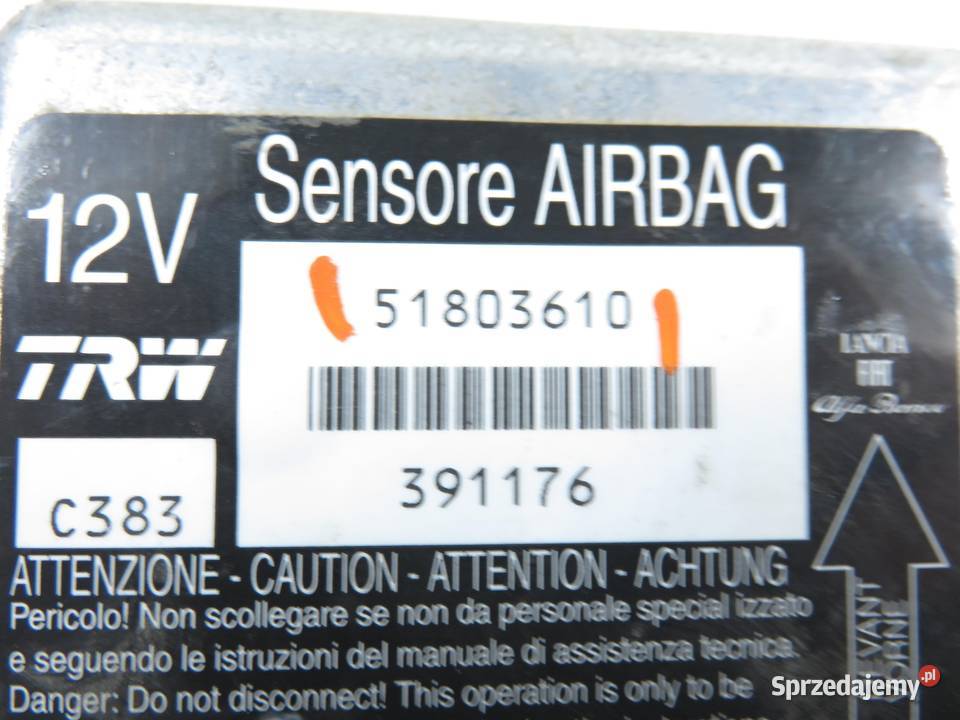 Sensore AIRBAG
12V
51803610
TRW
LANCIA
FIAT
Alfa Romeo
391176
C383
ATTENZIONE - CAUTION - ATTENTION - ACHTUNG
Pericolo! Non scollegare se non da personale special izzato
e seguendo le istruzioni del manuale di assistenza tecnica.
Danger: Do not disconnect! This operation is only to be
Sprzedajemy.pl